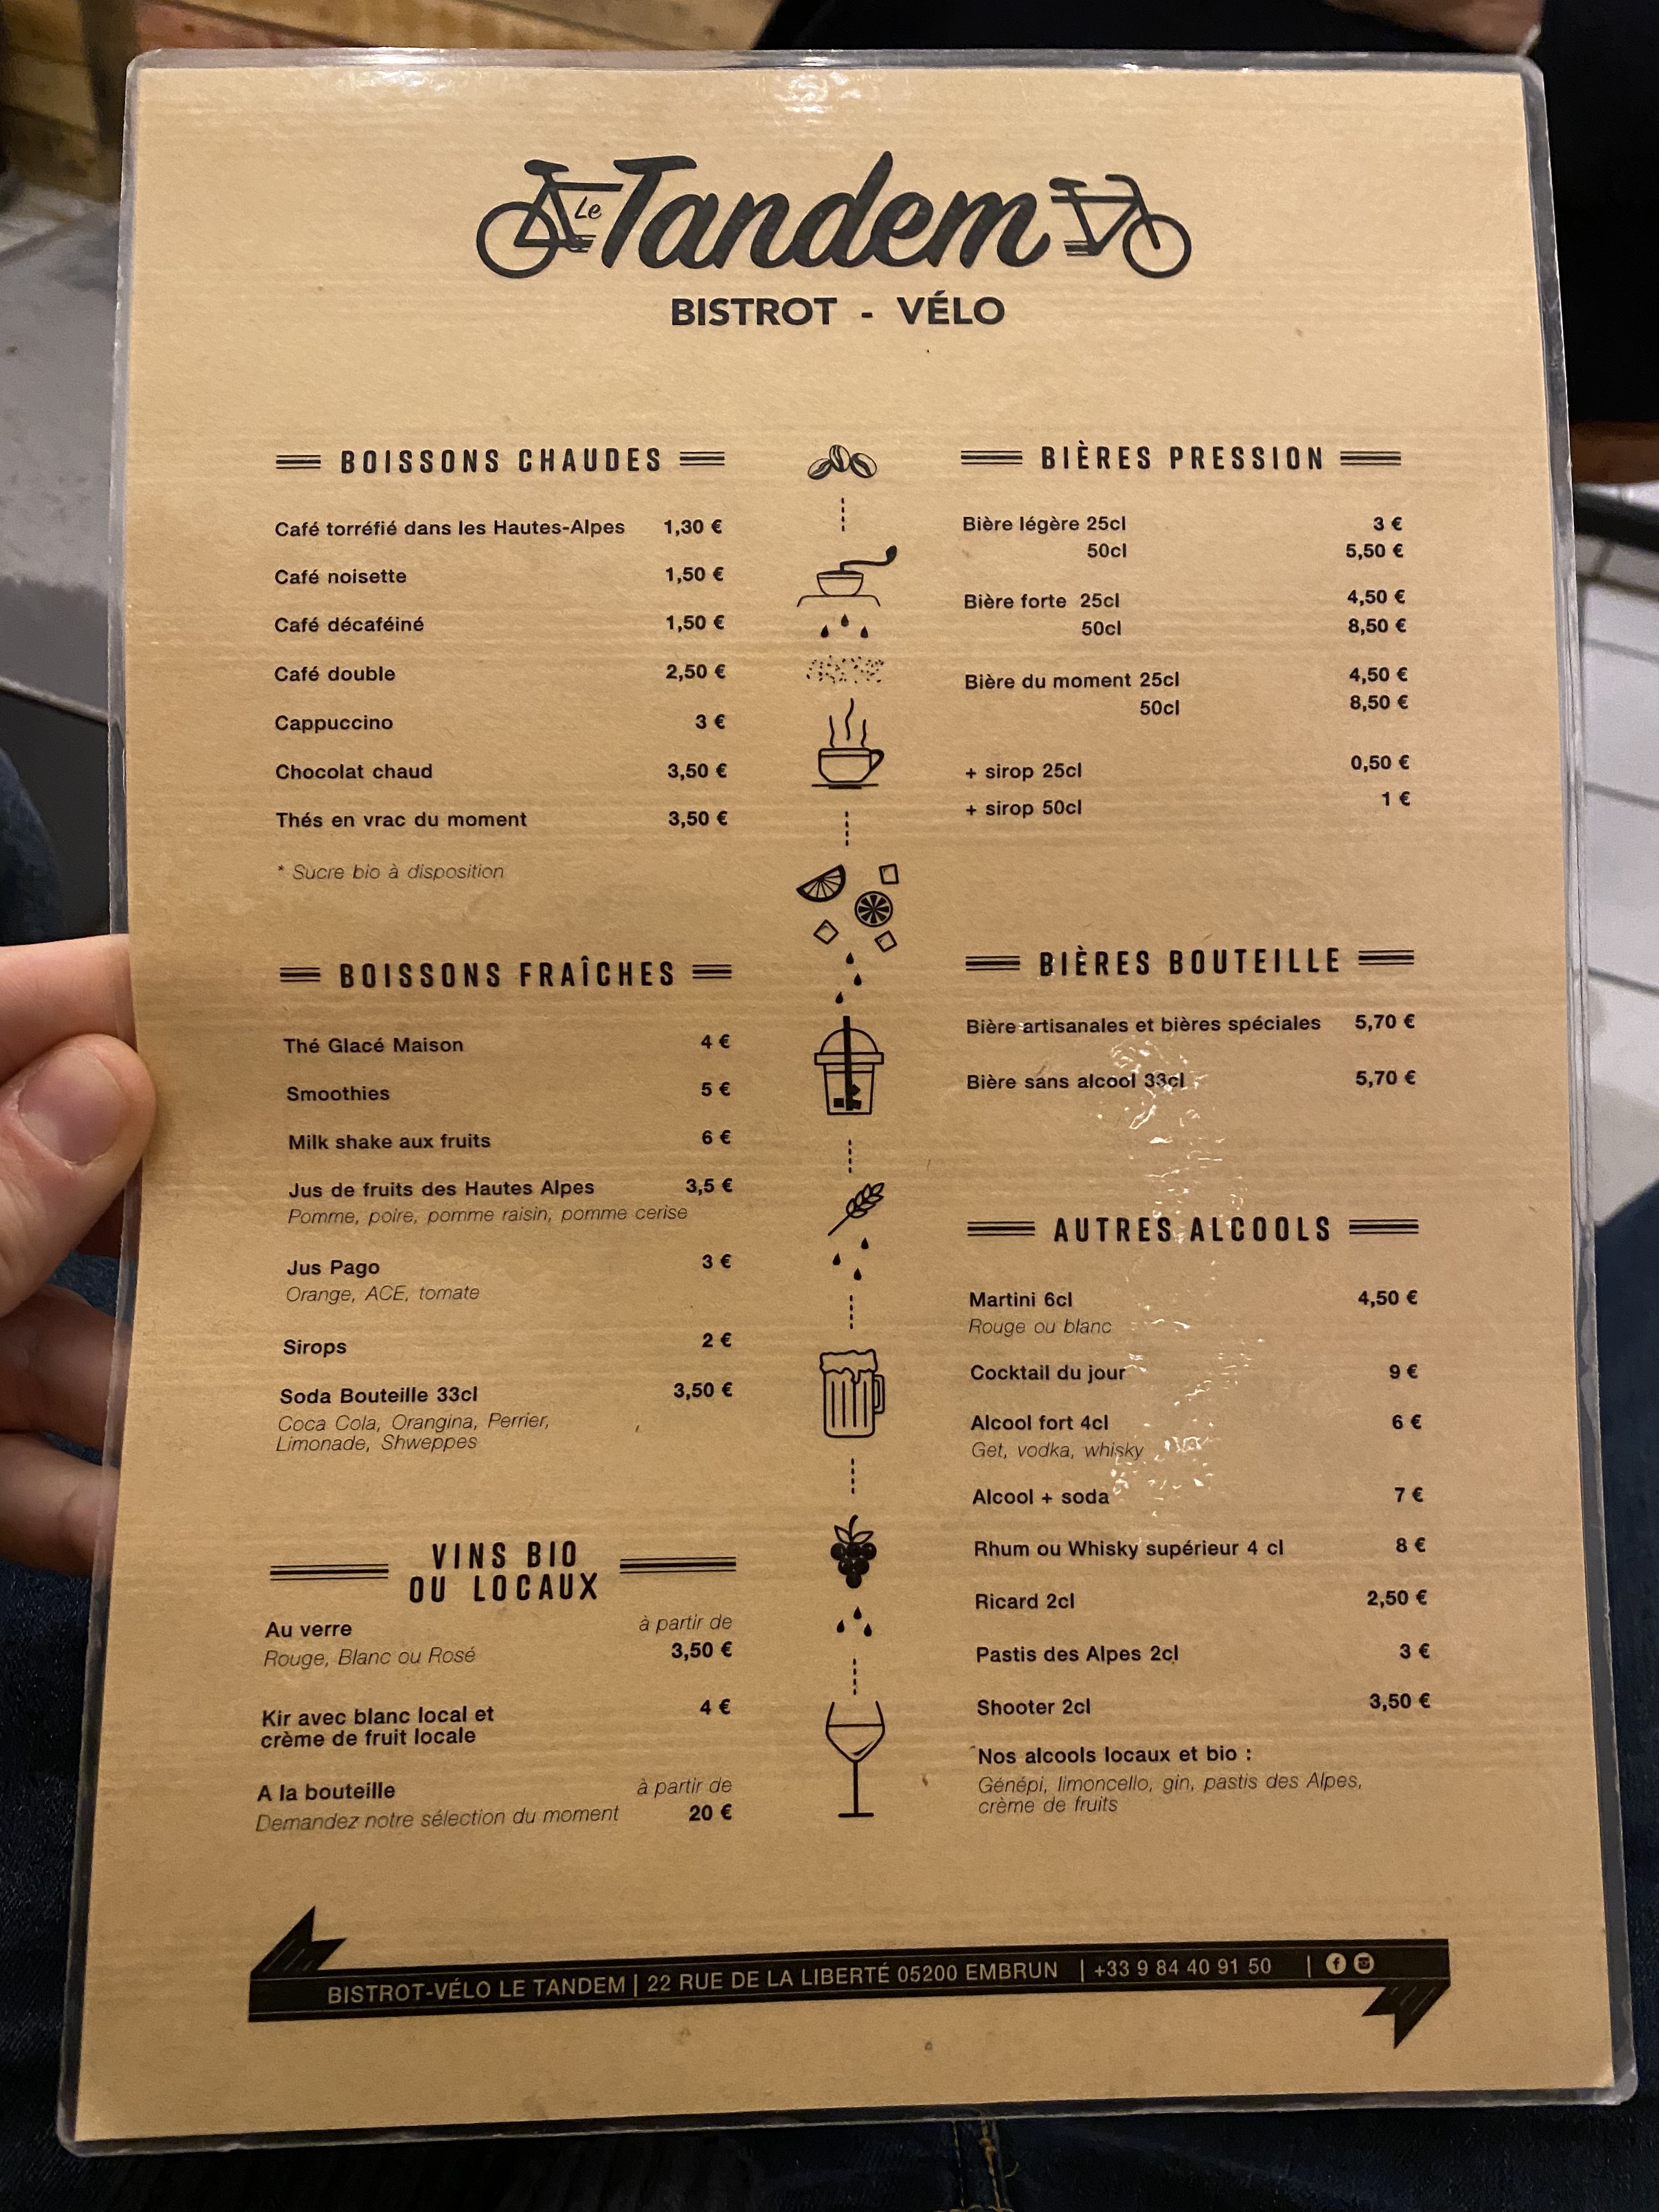 Le Tandem
BISTROT - VÉLO
BOISSONS CHAUDES
Café torréfié dans les Hautes-Alpes 1,30 €
Café noisette 1,50 €
Café décaféiné 1,50 €
Café double 2,50 €
Cappuccino 3 €
Chocolat chaud 3,50 €
Thés en vrac du moment 3,50 €
* Sucre bio à disposition
BOISSONS FRAÎCHES
Thé Glacé Maison 4 €
Smoothies 5 €
Milk shake aux fruits 6 €
Jus de fruits des Hautes Alpes 3,5 €
Pomme, poire, pomme raisin, pomme cerise
Jus Pago 3 €
Orange, ACE, tomate
Sirops 2 €
Soda Bouteille 33cl 3,50 €
Coca Cola, Orangina, Perrier,
Limonade, Shweppes
VINS BIO
OU LOCAUX
Au verre à partir de
Rouge, Blanc ou Rosé 3,50 €
Kir avec blanc local et 4 €
crème de fruit locale
A la bouteille à partir de
Demandez notre sélection du moment 20 €
BIÈRES PRESSION
Bière légère 25cl 3 €
50cl 5,50 €
Bière forte 25cl 4,50 €
50cl 8,50 €
Bière du moment 25cl 4,50 €
50cl 8,50 €
+ sirop 25cl 0,50 €
+ sirop 50cl 1 €
BIÈRES BOUTEILLE
Bière artisanales et bières spéciales 5,70 €
Bière sans alcool 33cl 5,70 €
AUTRES ALCOOLS
Martini 6cl 4,50 €
Rouge ou blanc
Cocktail du jour 9 €
Alcool fort 4cl 6 €
Get, vodka, whisky
Alcool + soda 7 €
Rhum ou Whisky supérieur 4 cl 8 €
Ricard 2cl 2,50 €
Pastis des Alpes 2cl 3 €
Shooter 2cl 3,50 €
Nos alcools locaux et bio :
Génépi, limoncello, gin, pastis des Alpes,
crème de fruits
BISTROT-VÉLO LE TANDEM | 22 RUE DE LA LIBERTÉ 05200 EMBRUN | +33 9 84 40 91 50 |